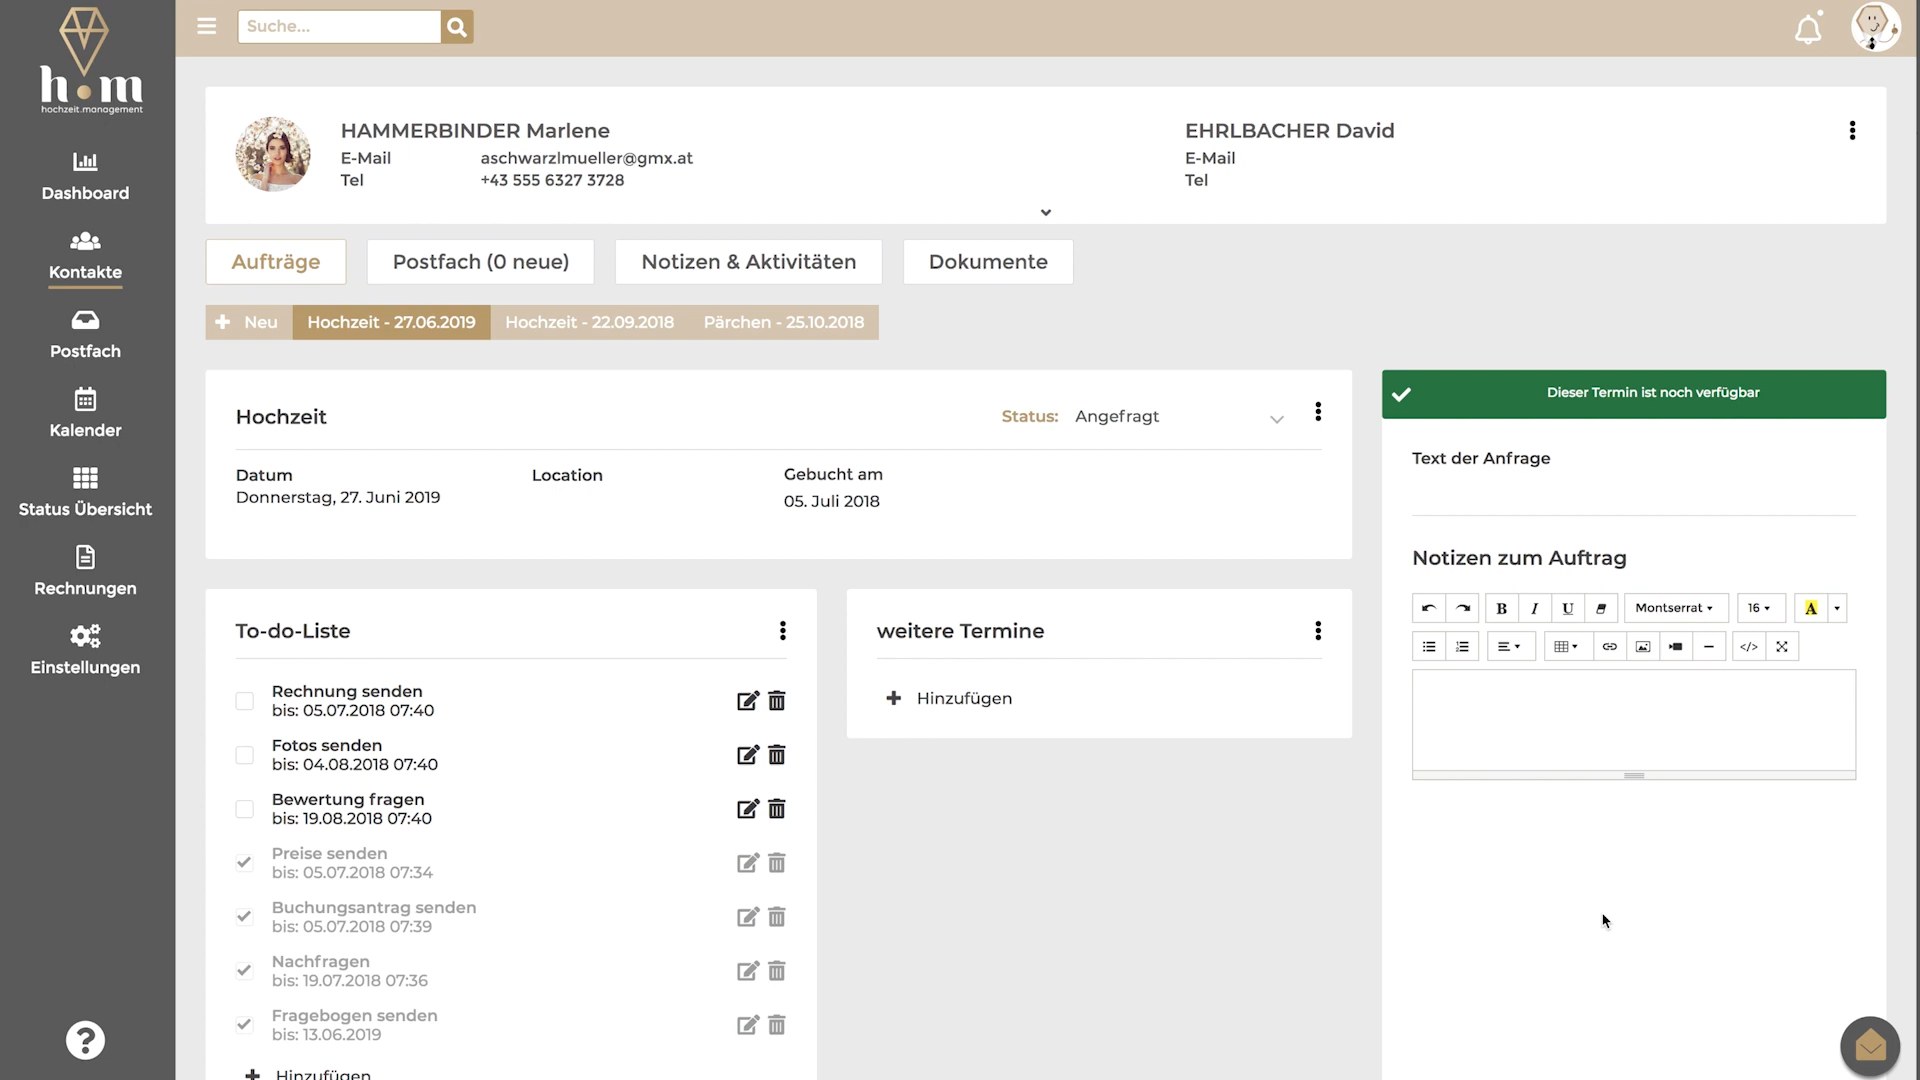 h.m
hochzeit.management
Dashboard
Kontakte
Postfach
Kalender
Status Übersicht
Rechnungen
Einstellungen
?
Suche...
HAMMERBINDER Marlene
E-Mail aschwarzlmueller@gmx.at
Tel +43 555 6327 3728
EHRLBACHER David
E-Mail
Tel
Aufträge
Postfach (0 neue)
Notizen & Aktivitäten
Dokumente
+ Neu
Hochzeit - 27.06.2019
Hochzeit - 22.09.2018
Pärchen - 25.10.2018
Hochzeit
Status: Angefragt
Datum
Donnerstag, 27. Juni 2019
Location
Gebucht am
05. Juli 2018
To-do-Liste
Rechnung senden
bis: 05.07.2018 07:40
Fotos senden
bis: 04.08.2018 07:40
Bewertung fragen
bis: 19.08.2018 07:40
Preise senden
bis: 05.07.2018 07:34
Buchungsantrag senden
bis: 05.07.2018 07:39
Nachfragen
bis: 19.07.2018 07:36
Fragebogen senden
bis: 13.06.2019
+ Hinzufügen
weitere Termine
+ Hinzufügen
Dieser Termin ist noch verfügbar
Text der Anfrage
Notizen zum Auftrag
B I U Montserrat 16 A
</>